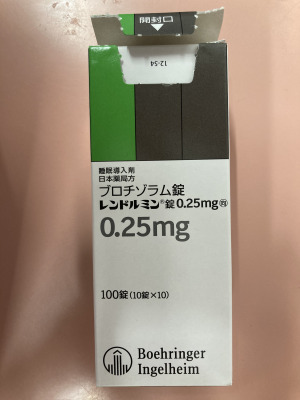 開封口
12-54
睡眠導入剤
日本薬局方
ブロチゾラム錠
レンドルミン®錠0.25mg
0.25mg
100錠(10錠×10)
Boehringer
Ingelheim